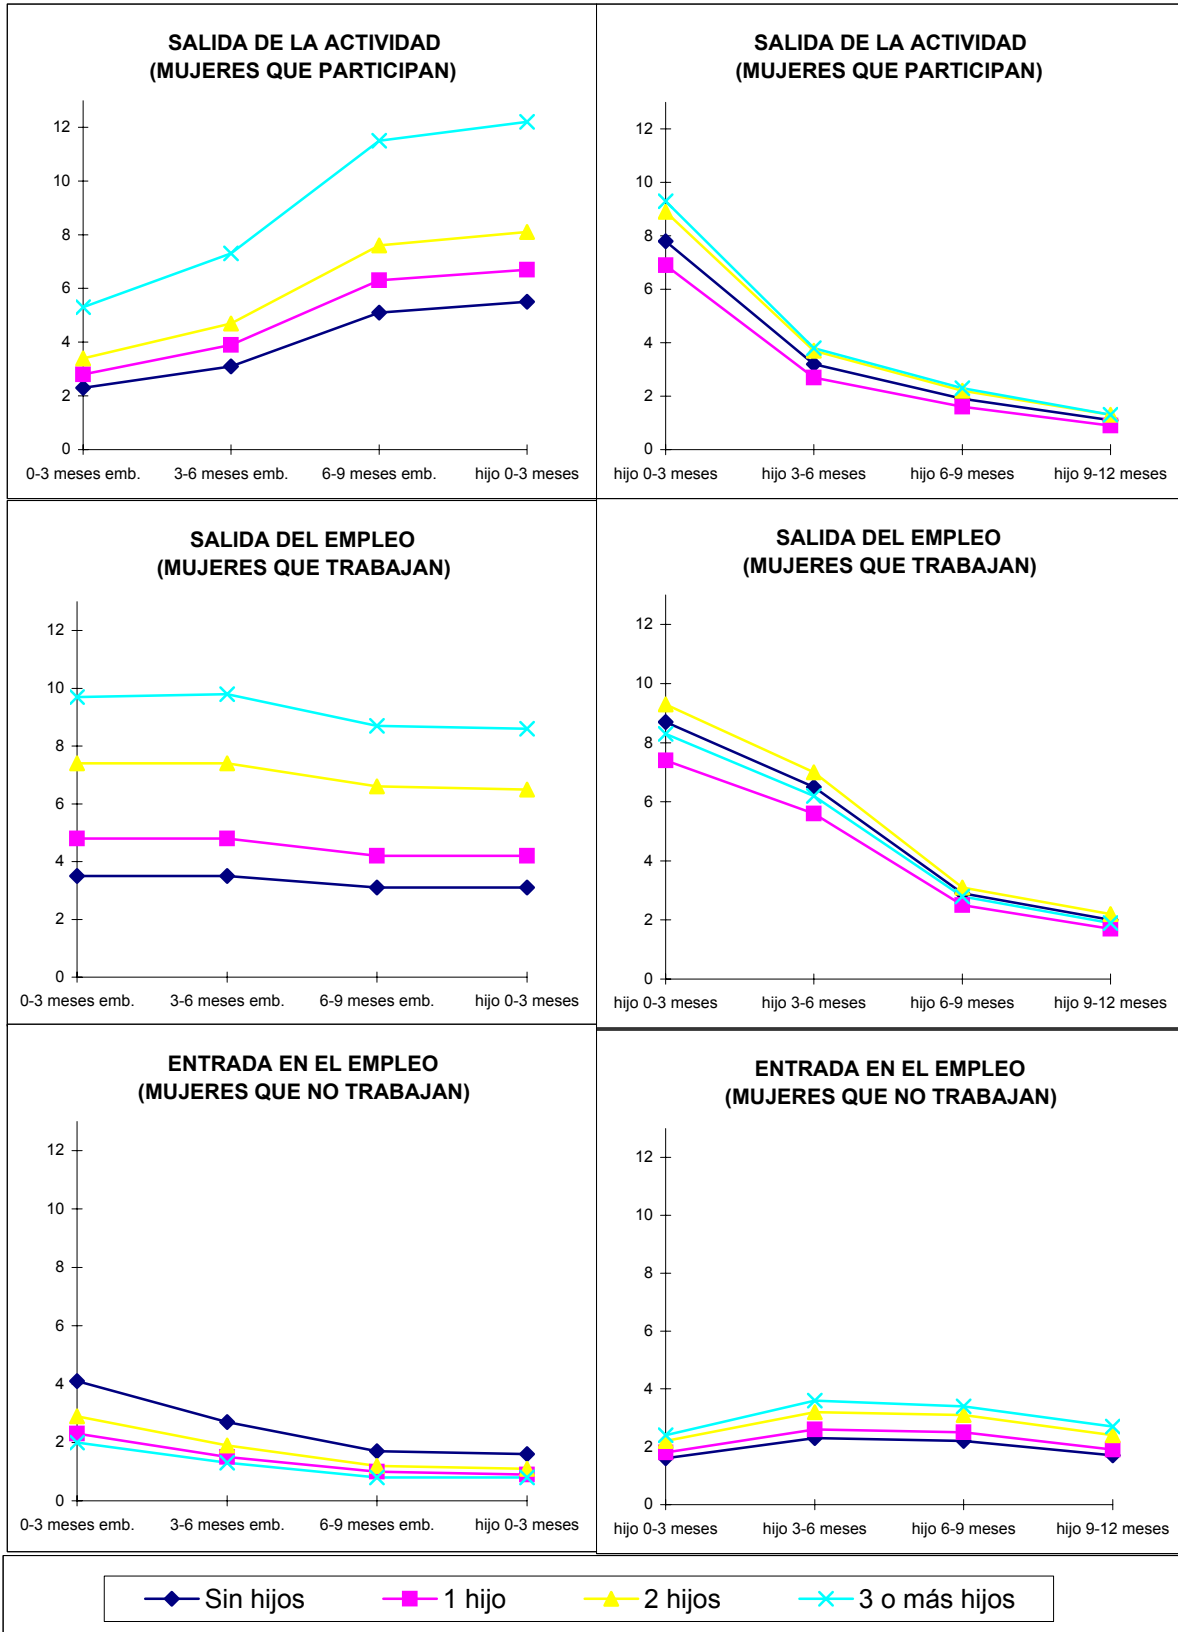 SALIDA DE LA ACTIVIDAD
(MUJERES QUE PARTICIPAN)
12
10
8
6
4
2
0
0-3 meses emb.
3-6 meses emb.
6-9 meses emb.
hijo 0-3 meses
SALIDA DE LA ACTIVIDAD
(MUJERES QUE PARTICIPAN)
12
10
8
6
4
2
0
hijo 0-3 meses
hijo 3-6 meses
hijo 6-9 meses
hijo 9-12 meses
SALIDA DEL EMPLEO
(MUJERES QUE TRABAJAN)
12
10
8
6
4
2
0
0-3 meses emb.
3-6 meses emb.
6-9 meses emb.
hijo 0-3 meses
SALIDA DEL EMPLEO
(MUJERES QUE TRABAJAN)
12
10
8
6
4
2
0
hijo 0-3 meses
hijo 3-6 meses
hijo 6-9 meses
hijo 9-12 meses
ENTRADA EN EL EMPLEO
(MUJERES QUE NO TRABAJAN)
12
10
8
6
4
2
0
0-3 meses emb.
3-6 meses emb.
6-9 meses emb.
hijo 0-3 meses
ENTRADA EN EL EMPLEO
(MUJERES QUE NO TRABAJAN)
12
10
8
6
4
2
0
hijo 0-3 meses
hijo 3-6 meses
hijo 6-9 meses
hijo 9-12 meses
Sin hijos
1 hijo
2 hijos
3 o más hijos